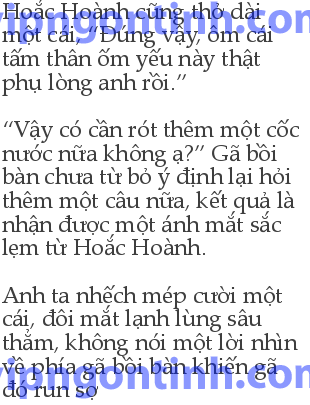 Hoắc Hoành cũng thở dài
một cái, “Đúng vậy, ôm cái
tấm thân ốm yếu này thật
phụ lòng anh rồi.”
“Vậy có cần rót thêm một cốc
nước nữa không ạ?” Gã bồi
bàn chưa từ bỏ ý định lại hỏi
thêm một câu nữa, kết quả là
nhận được một ánh mắt sắc
lẹm từ Hoắc Hoành.
Anh ta nhếch mép cười một
cái, đôi mắt lạnh lùng sâu
thẳm, không nói một lời nhìn
về phía gã bồi bàn khiến gã
đó run sợ
vipngontinh.com
vipngontinh.com